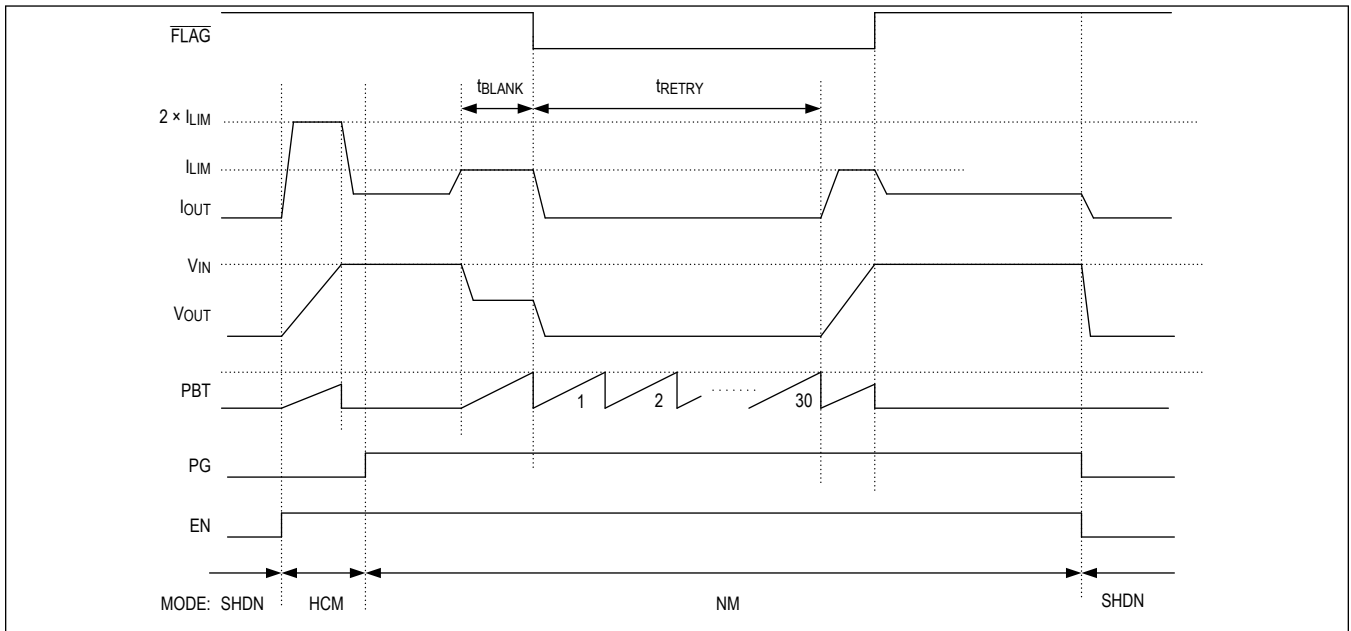 FLAG
tBLANK
tRETRY
2 × ILIM
ILIM
IOUT
VIN
VOUT
PBT
1
2
.......
30
PG
EN
MODE:
SHDN
HCM
NM
SHDN